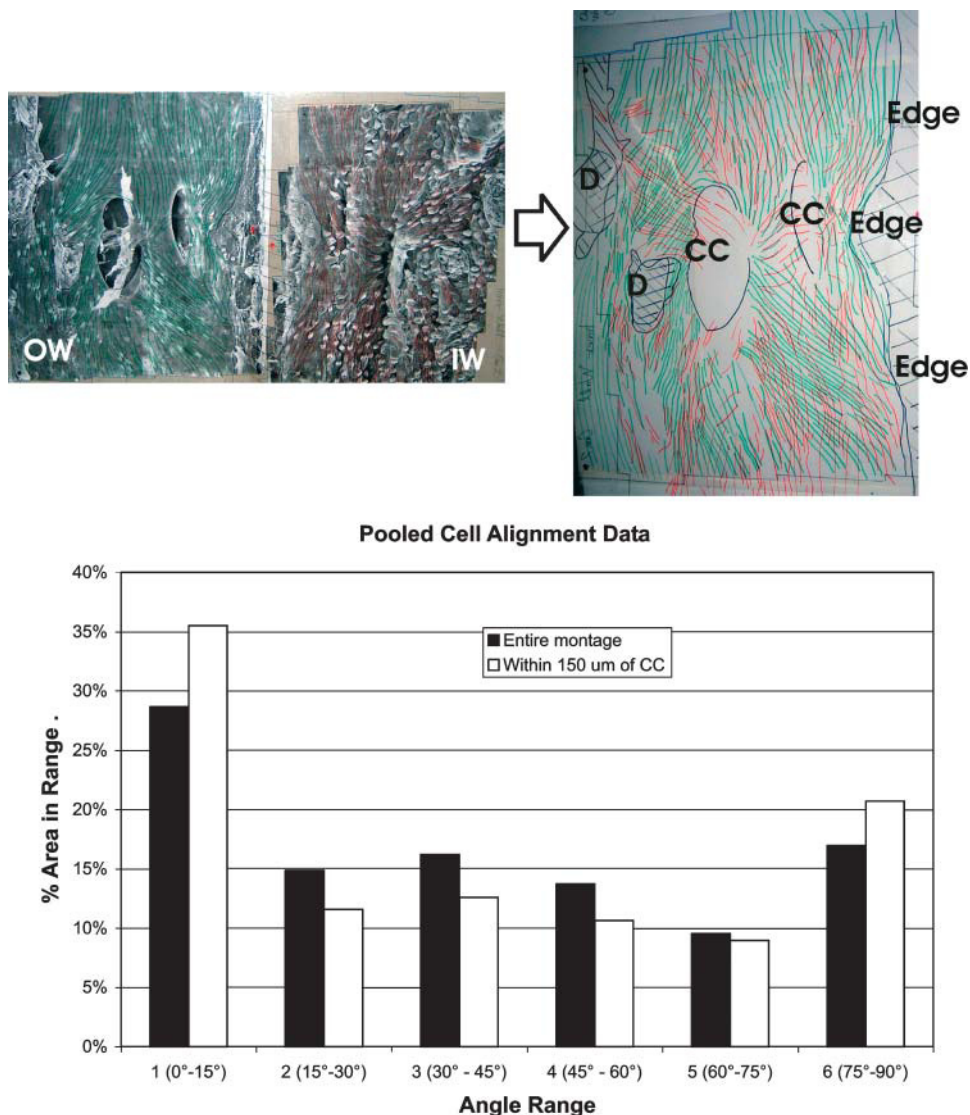 OW
IW
D
D
CC
CC
Edge
Edge
Edge
Pooled Cell Alignment Data
40%
35%
30%
25%
20%
15%
10%
5%
0%
% Area in Range .
Entire montage
Within 150 um of CC
1 (0°-15°) 2 (15°-30°) 3 (30° - 45°) 4 (45° - 60°) 5 (60°-75°) 6 (75°-90°)
Angle Range